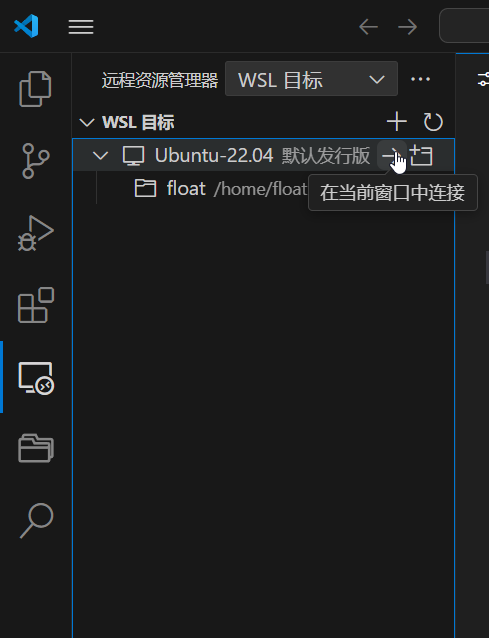 远程资源管理器 WSL 目标
WSL 目标
Ubuntu-22.04 默认发行版
float /home/float
在当前窗口中连接